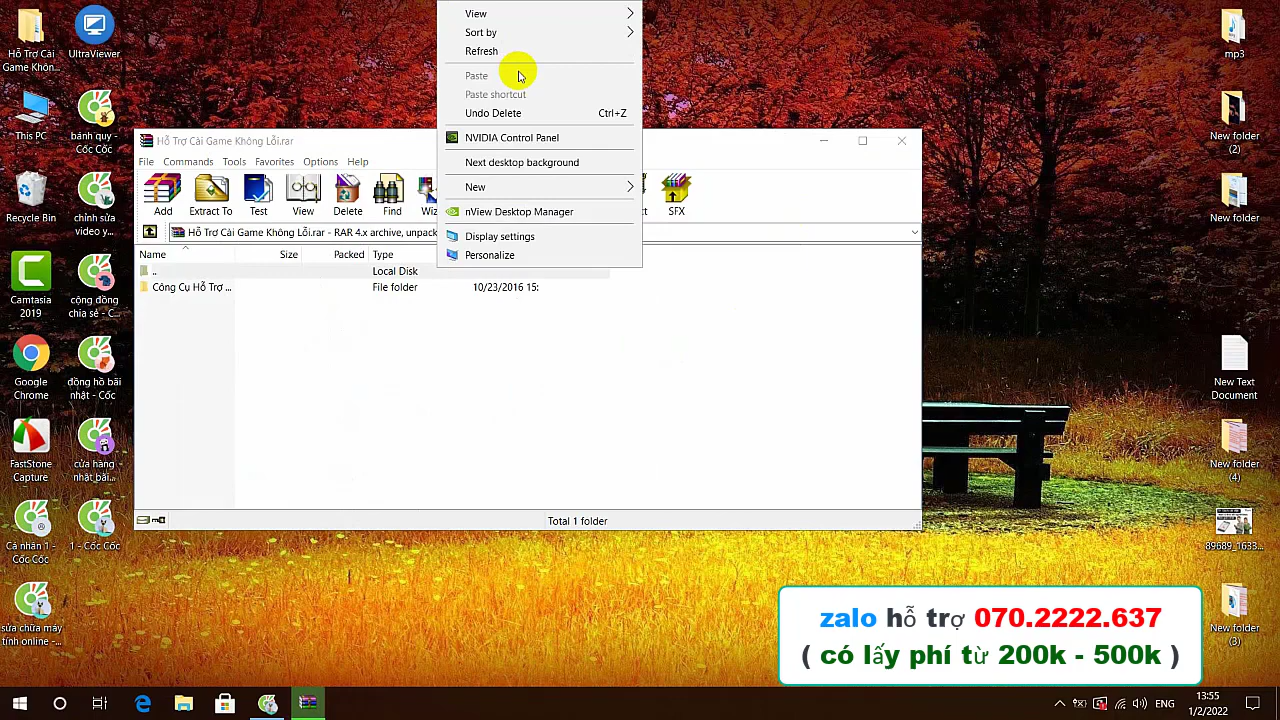 Hỗ Trợ Cài
Game Khôn...
UltraViewer
This PC
bánh quy -
Cốc Cốc
Recycle Bin
chỉnh sửa
video y...
Camtasia
2019
cộng đồng
chia sẻ - C...
Google
Chrome
đồng hồ bãi
nhật - Cốc
FastStone
Capture
cửa hàng
nhật bãi...
Cá nhân 1 -
Cốc Cốc
1 - Cốc Cốc
sửa chữa máy
tính online -...
Hỗ Trợ Cài Game Không Lỗi.rar
File Commands Tools Favorites Options Help
Add Extract To Test View Delete Find Wiz SFX
Hỗ Trợ Cài Game Không Lỗi.rar - RAR 4.x archive, unpack
Name Size Packed Type
.. Local Disk
Công Cụ Hỗ Trợ ... File folder 10/23/2016 15:
Total 1 folder
View
Sort by
Refresh
Paste
Paste shortcut
Undo Delete Ctrl+Z
NVIDIA Control Panel
Next desktop background
New
nView Desktop Manager
Display settings
Personalize
mp3
New folder
(2)
New folder
New Text
Document
New folder
(4)
89689_1633...
New folder
(3)
zalo hỗ trợ 070.2222.637
( có lấy phí từ 200k - 500k )
ENG
13:55
1/2/2022